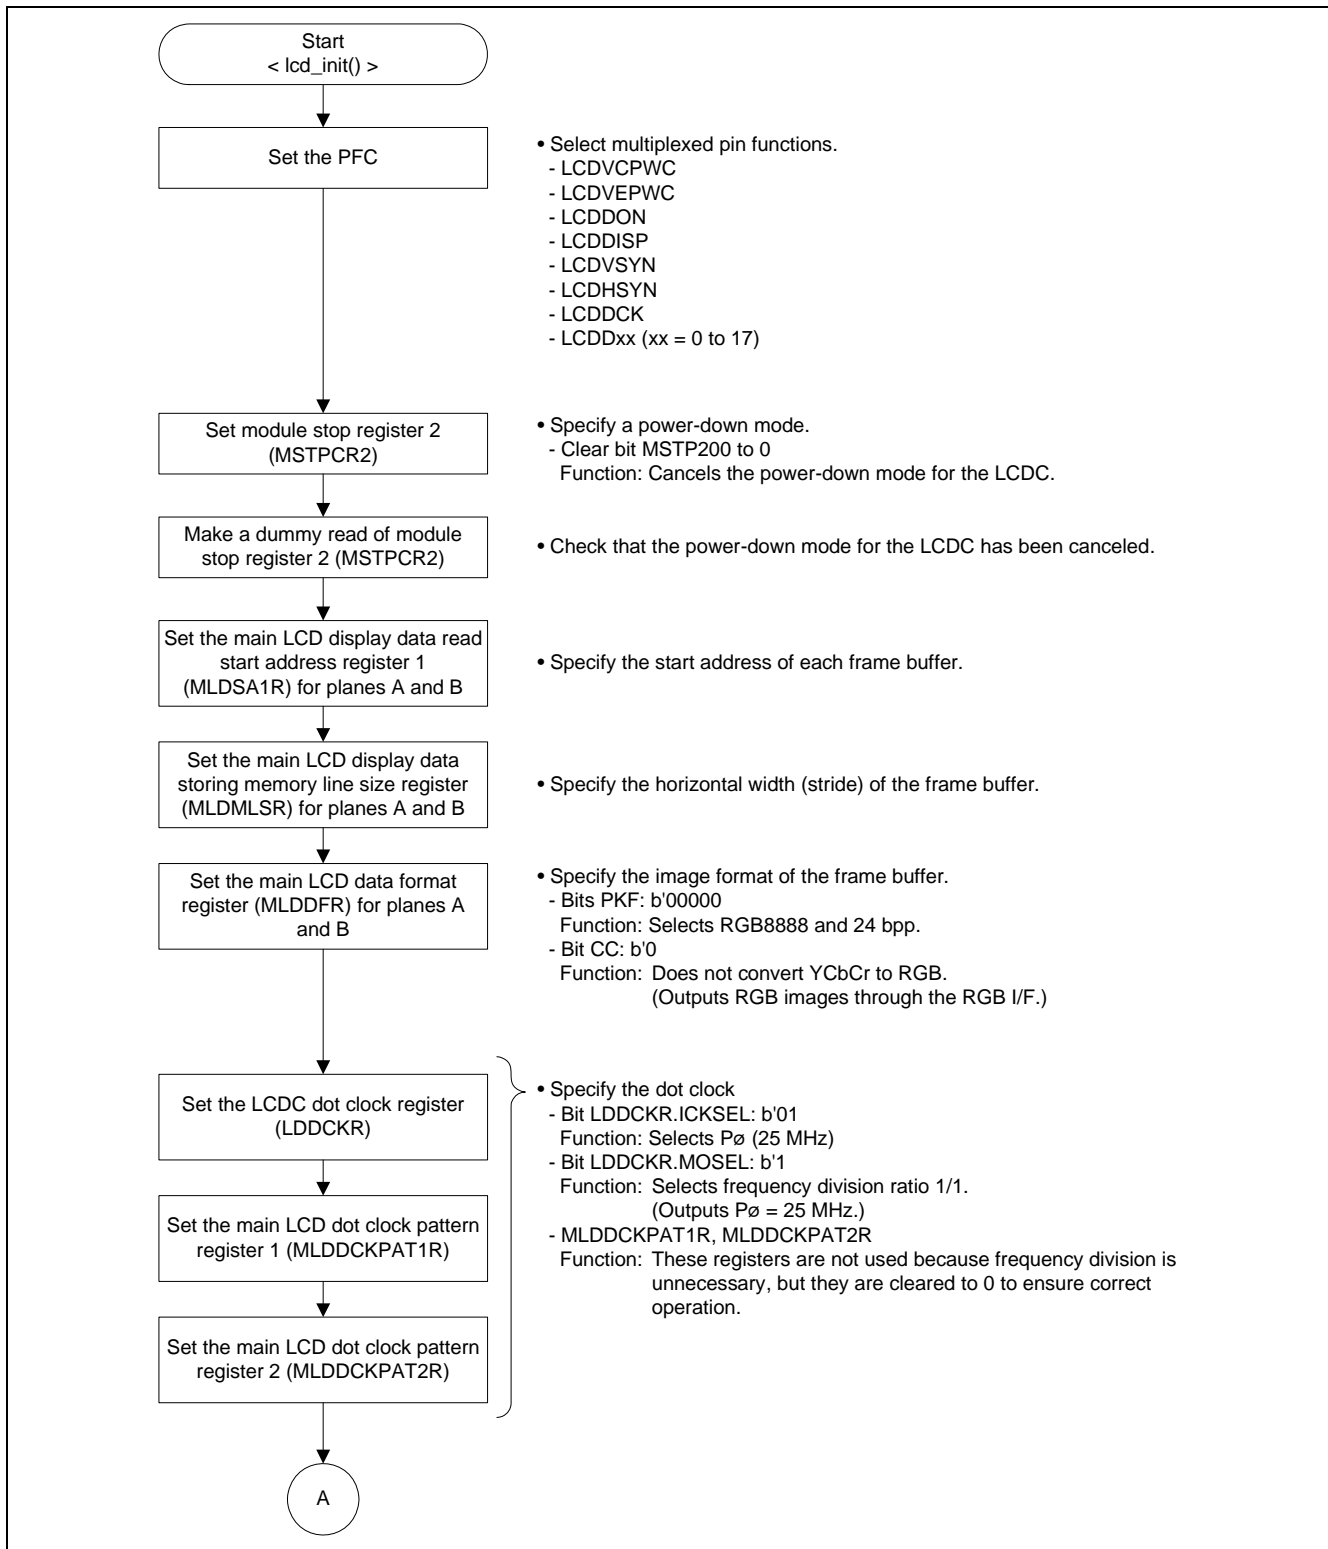 Start
< lcd_init() >
Set the PFC
• Select multiplexed pin functions.
- LCDVCPWC
- LCDVEPWC
- LCDDON
- LCDDISP
- LCDVSYN
- LCDHSYN
- LCDDCK
- LCDDxx (xx = 0 to 17)
Set module stop register 2
(MSTPCR2)
• Specify a power-down mode.
- Clear bit MSTP200 to 0
Function: Cancels the power-down mode for the LCDC.
Make a dummy read of module
stop register 2 (MSTPCR2)
• Check that the power-down mode for the LCDC has been canceled.
Set the main LCD display data read
start address register 1
(MLDSA1R) for planes A and B
• Specify the start address of each frame buffer.
Set the main LCD display data
storing memory line size register
(MLDMLSR) for planes A and B
• Specify the horizontal width (stride) of the frame buffer.
Set the main LCD data format
register (MLDDFR) for planes A
and B
• Specify the image format of the frame buffer.
- Bits PKF: b'00000
Function: Selects RGB8888 and 24 bpp.
- Bit CC: b'0
Function: Does not convert YCbCr to RGB.
(Outputs RGB images through the RGB I/F.)
Set the LCDC dot clock register
(LDDCKR)
Set the main LCD dot clock pattern
register 1 (MLDDCKPAT1R)
Set the main LCD dot clock pattern
register 2 (MLDDCKPAT2R)
• Specify the dot clock
- Bit LDDCKR.ICKSEL: b'01
Function: Selects Pø (25 MHz)
- Bit LDDCKR.MOSEL: b'1
Function: Selects frequency division ratio 1/1.
(Outputs Pø = 25 MHz.)
- MLDDCKPAT1R, MLDDCKPAT2R
Function: These registers are not used because frequency division is
unnecessary, but they are cleared to 0 to ensure correct
operation.
A